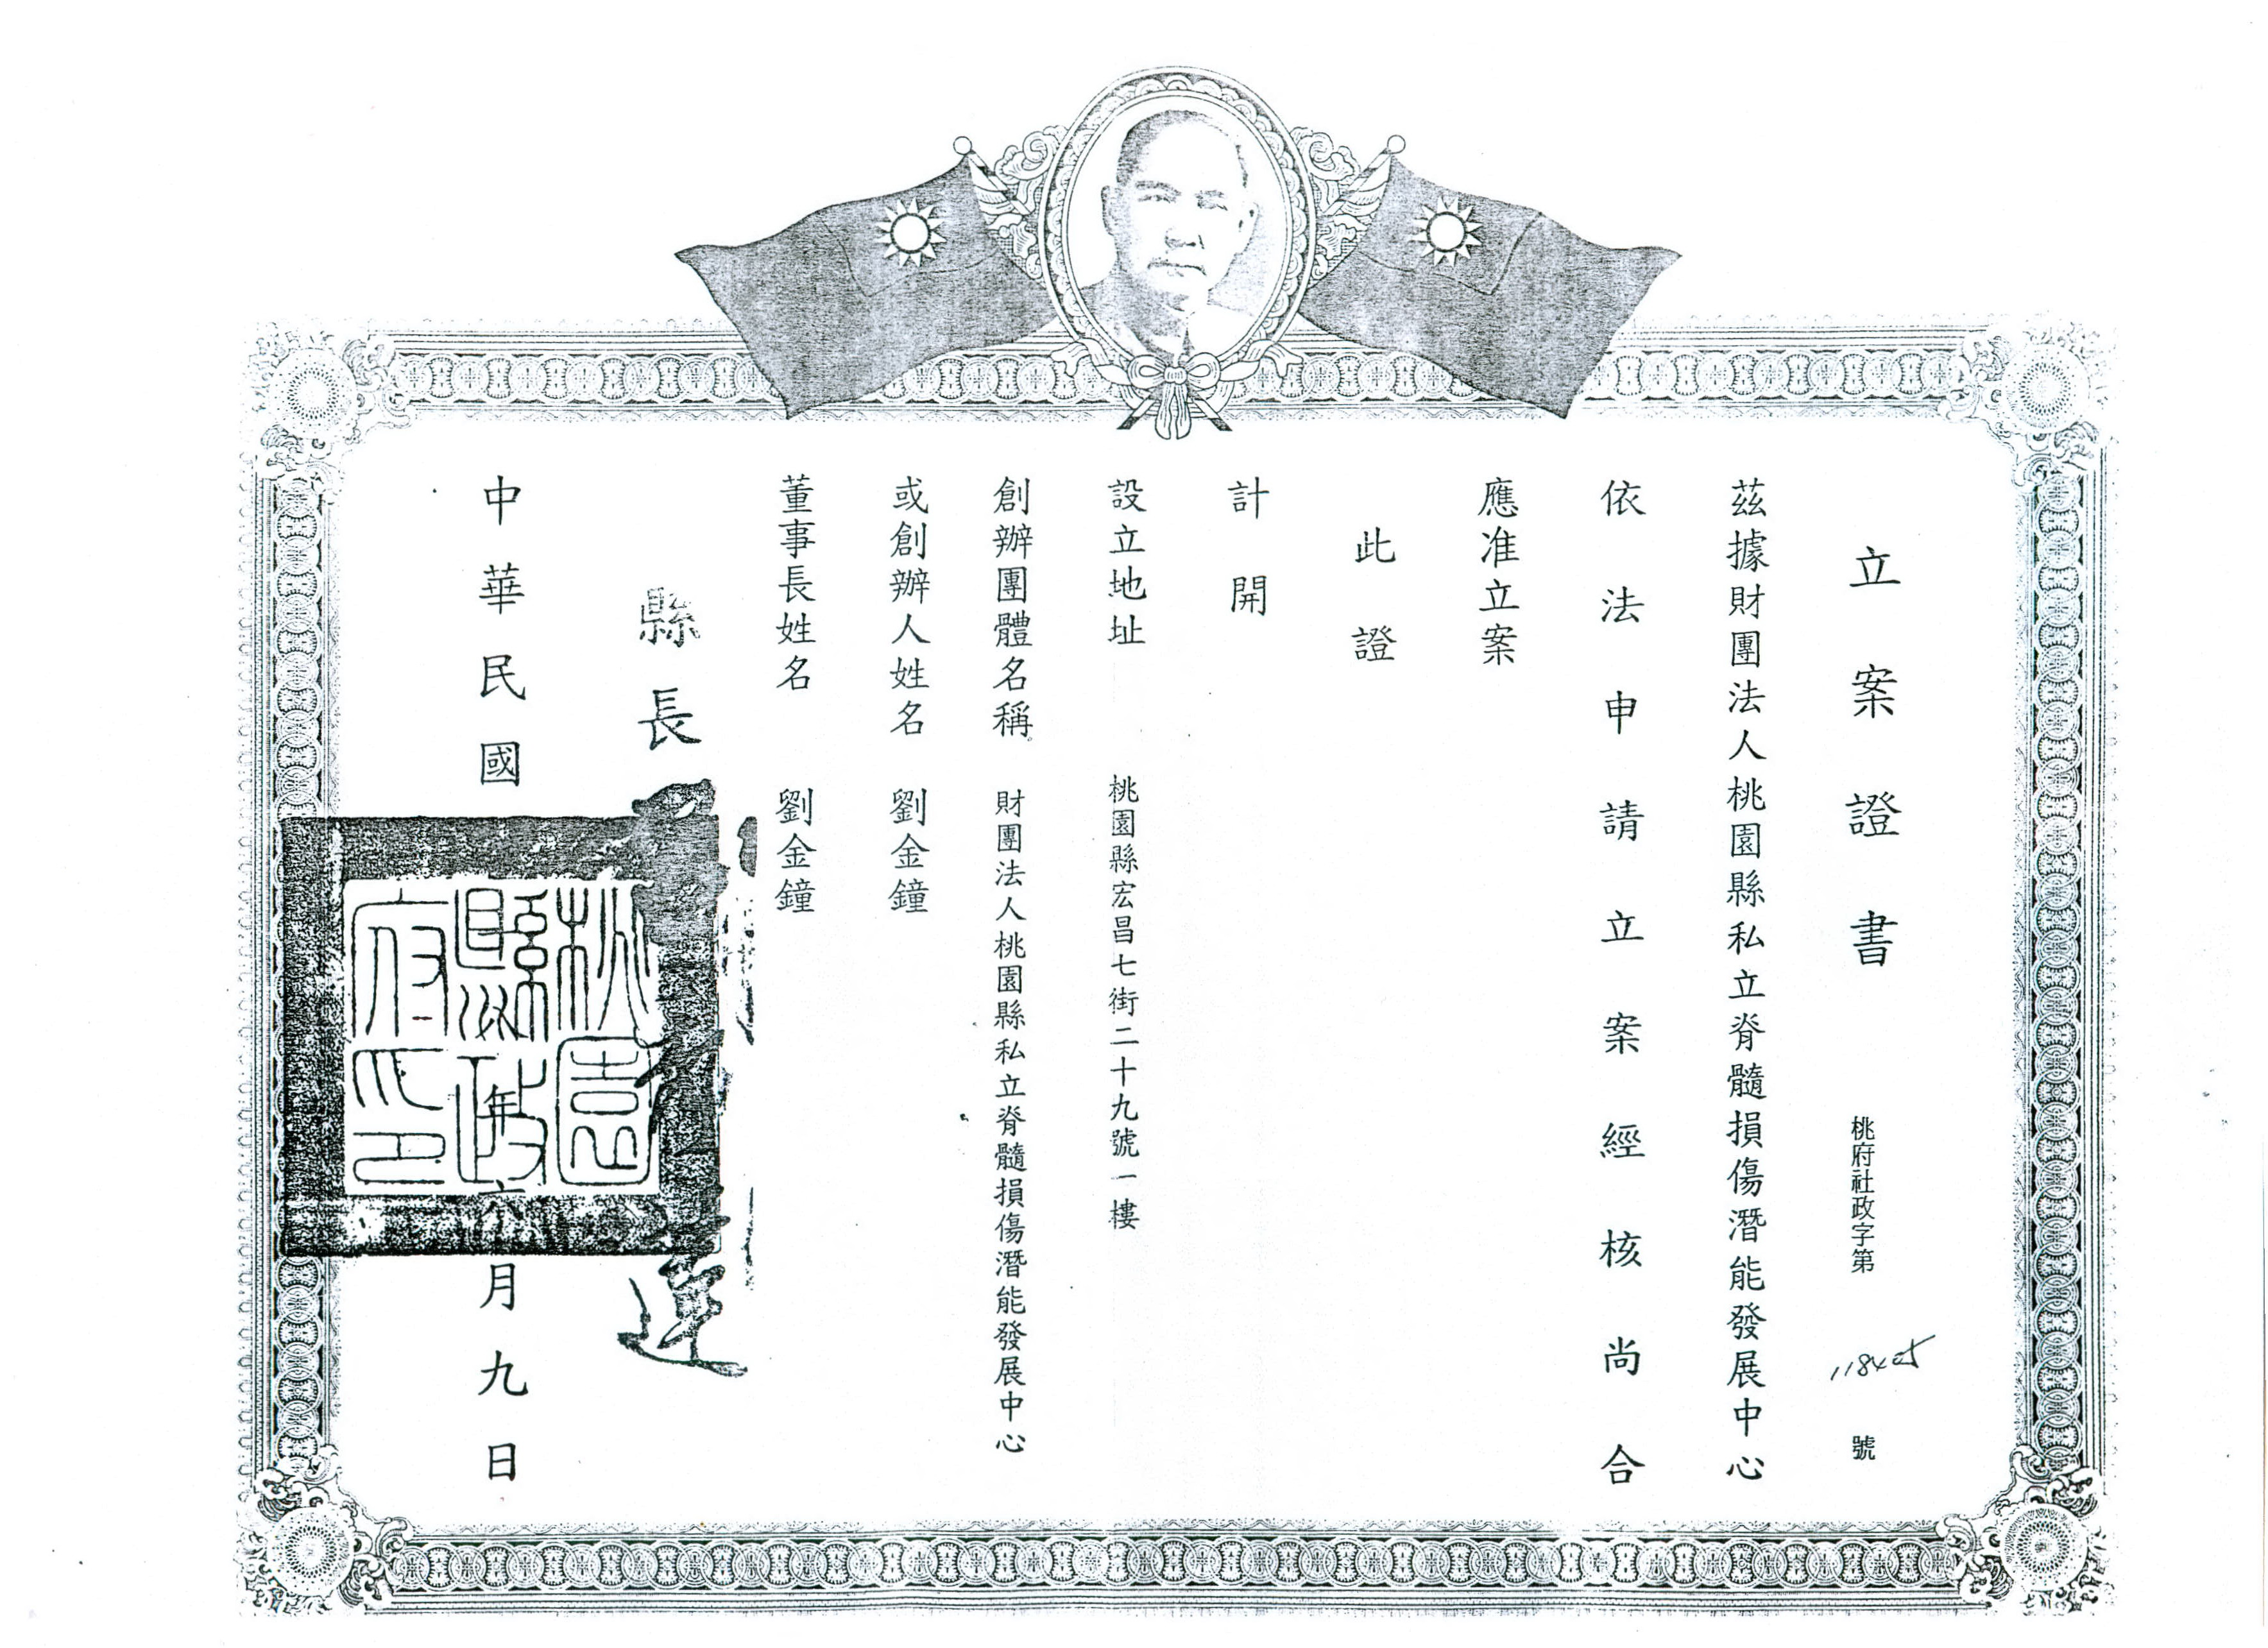 立案證書
桃府社政字第 號
茲據財團法人桃園縣私立脊髓損傷潛能發展中心
依法申請立案經核尚合
應准立案
此證
計開
設立地址 桃園縣宏昌七街二十九號一樓
創辦團體名稱 財團法人桃園縣私立脊髓損傷潛能發展中心
或創辦人姓名 劉金鐘
董事長姓名 劉金鐘
縣長
中華民國 年 月九日
桃園縣政府印